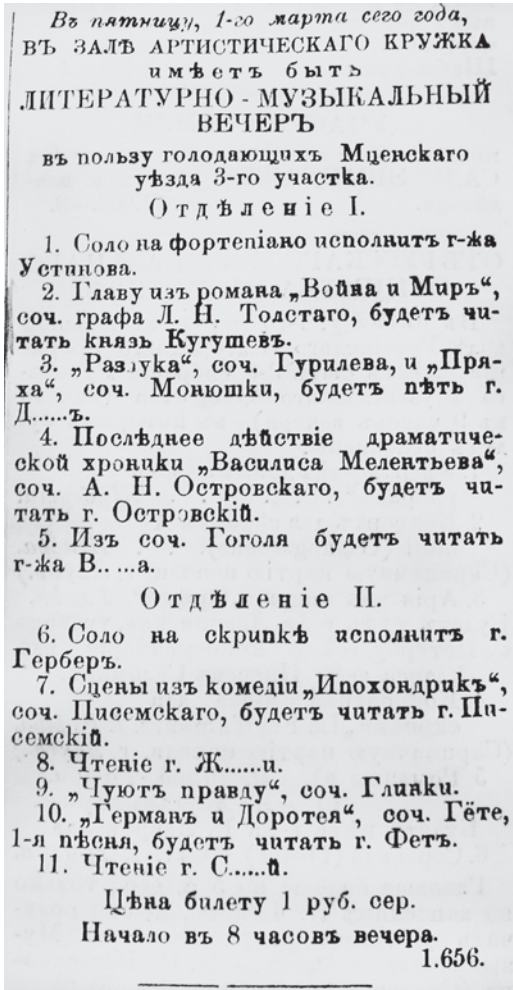 Въ пятницу, 1-го марта сего года,
ВЪ ЗАЛѢ АРТИСТИЧЕСКАГО КРУЖКА
имѣетъ быть
ЛИТЕРАТУРНО-МУЗЫКАЛЬНЫЙ
ВЕЧЕРЪ
въ пользу голодающихъ Мценскаго
уѣзда 3-го участка.
Отдѣленіе I.
1. Соло на фортепіано исполнитъ г-жа
Устинова.
2. Главу изъ романа „Война и Миръ“,
соч. графа Л. Н. Толстаго, будетъ чи-
тать князь Кугушевъ.
3. „Разлука“, соч. Гурилева, и „Пря-
ха“, соч. Монюшки, будетъ пѣть г.
Д......ъ.
4. Послѣднее дѣйствіе драматиче-
ской хроники „Василиса Мелентьева“,
соч. А. Н. Островскаго, будетъ чи-
тать г. Островскій.
5. Изъ соч. Гоголя будетъ читать
г-жа В.. ...а.
Отдѣленіе II.
6. Соло на скрипкѣ исполнитъ г.
Герберъ.
7. Сцены изъ комедіи „Ипохондрикъ“,
соч. Писемскаго, будетъ читать г. Пи-
семскій.
8. Чтеніе г. Ж......и.
9. „Чуютъ правду“, соч. Глинки.
10. „Германъ и Доротея“, соч. Гёте,
1-я пѣсня, будетъ читать г. Фетъ.
11. Чтеніе г. С......й.
Цѣна билету 1 руб. сер.
Начало въ 8 часовъ вечера.
1.656.